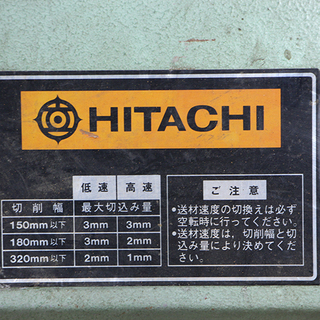 HITACHI
低速 高速
切削幅 最大切込み量
150mm以下 3mm 3mm
180mm以下 3mm 2mm
320mm以下 2mm 1mm
ご注意
●送材速度の切換えは必ず
空転時に行ってください。
●送材速度は、切削幅と切
込み量により決めてくだ
さい。